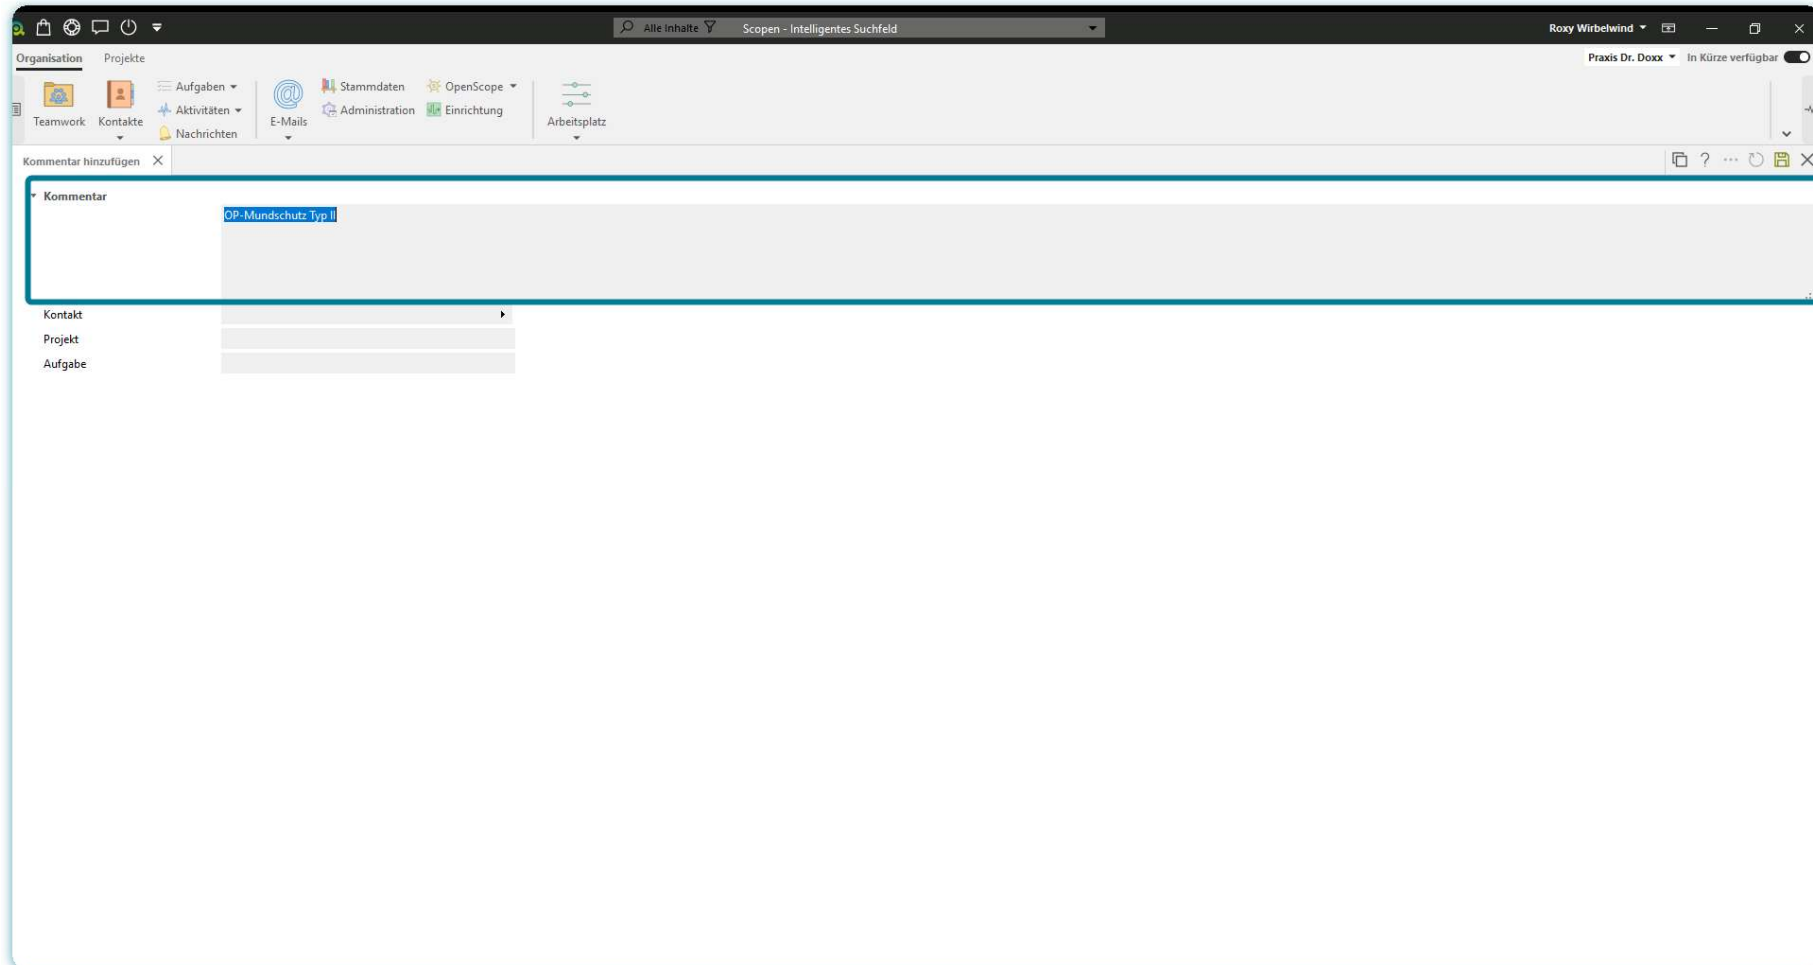 Alle Inhalte Scopen - Intelligentes Suchfeld Roxy Wirbelwind
Organisation Projekte Praxis Dr. Doxx In Kürze verfügbar
Teamwork
Kontakte
Aufgaben
Aktivitäten
Nachrichten
E-Mails
Stammdaten
Administration
OpenScope
Einrichtung
Arbeitsplatz
Kommentar hinzufügen
Kommentar
OP-Mundschutz Typ II
Kontakt
Projekt
Aufgabe